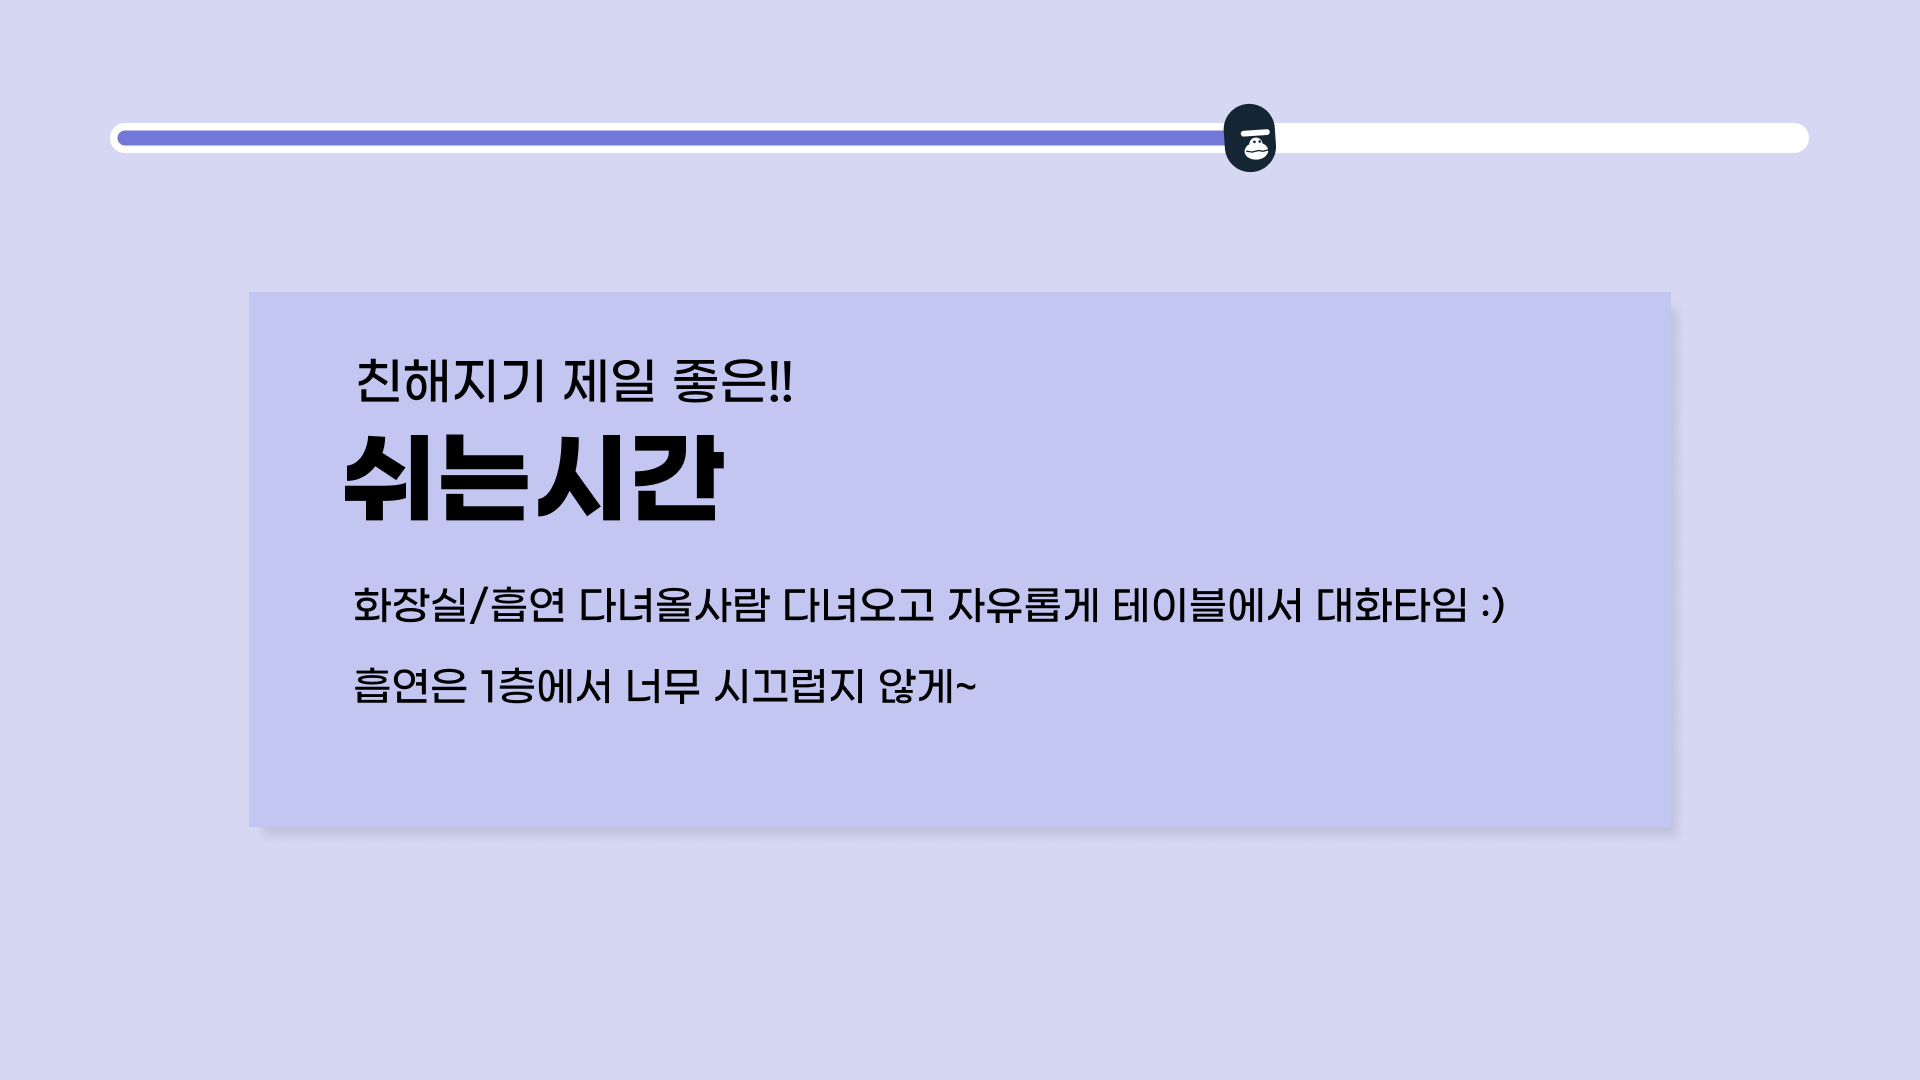 친해지기 제일 좋은!!
쉬는시간
화장실/흡연 다녀올사람 다녀오고 자유롭게 테이블에서 대화타임 :)
흡연은 1층에서 너무 시끄럽지 않게~